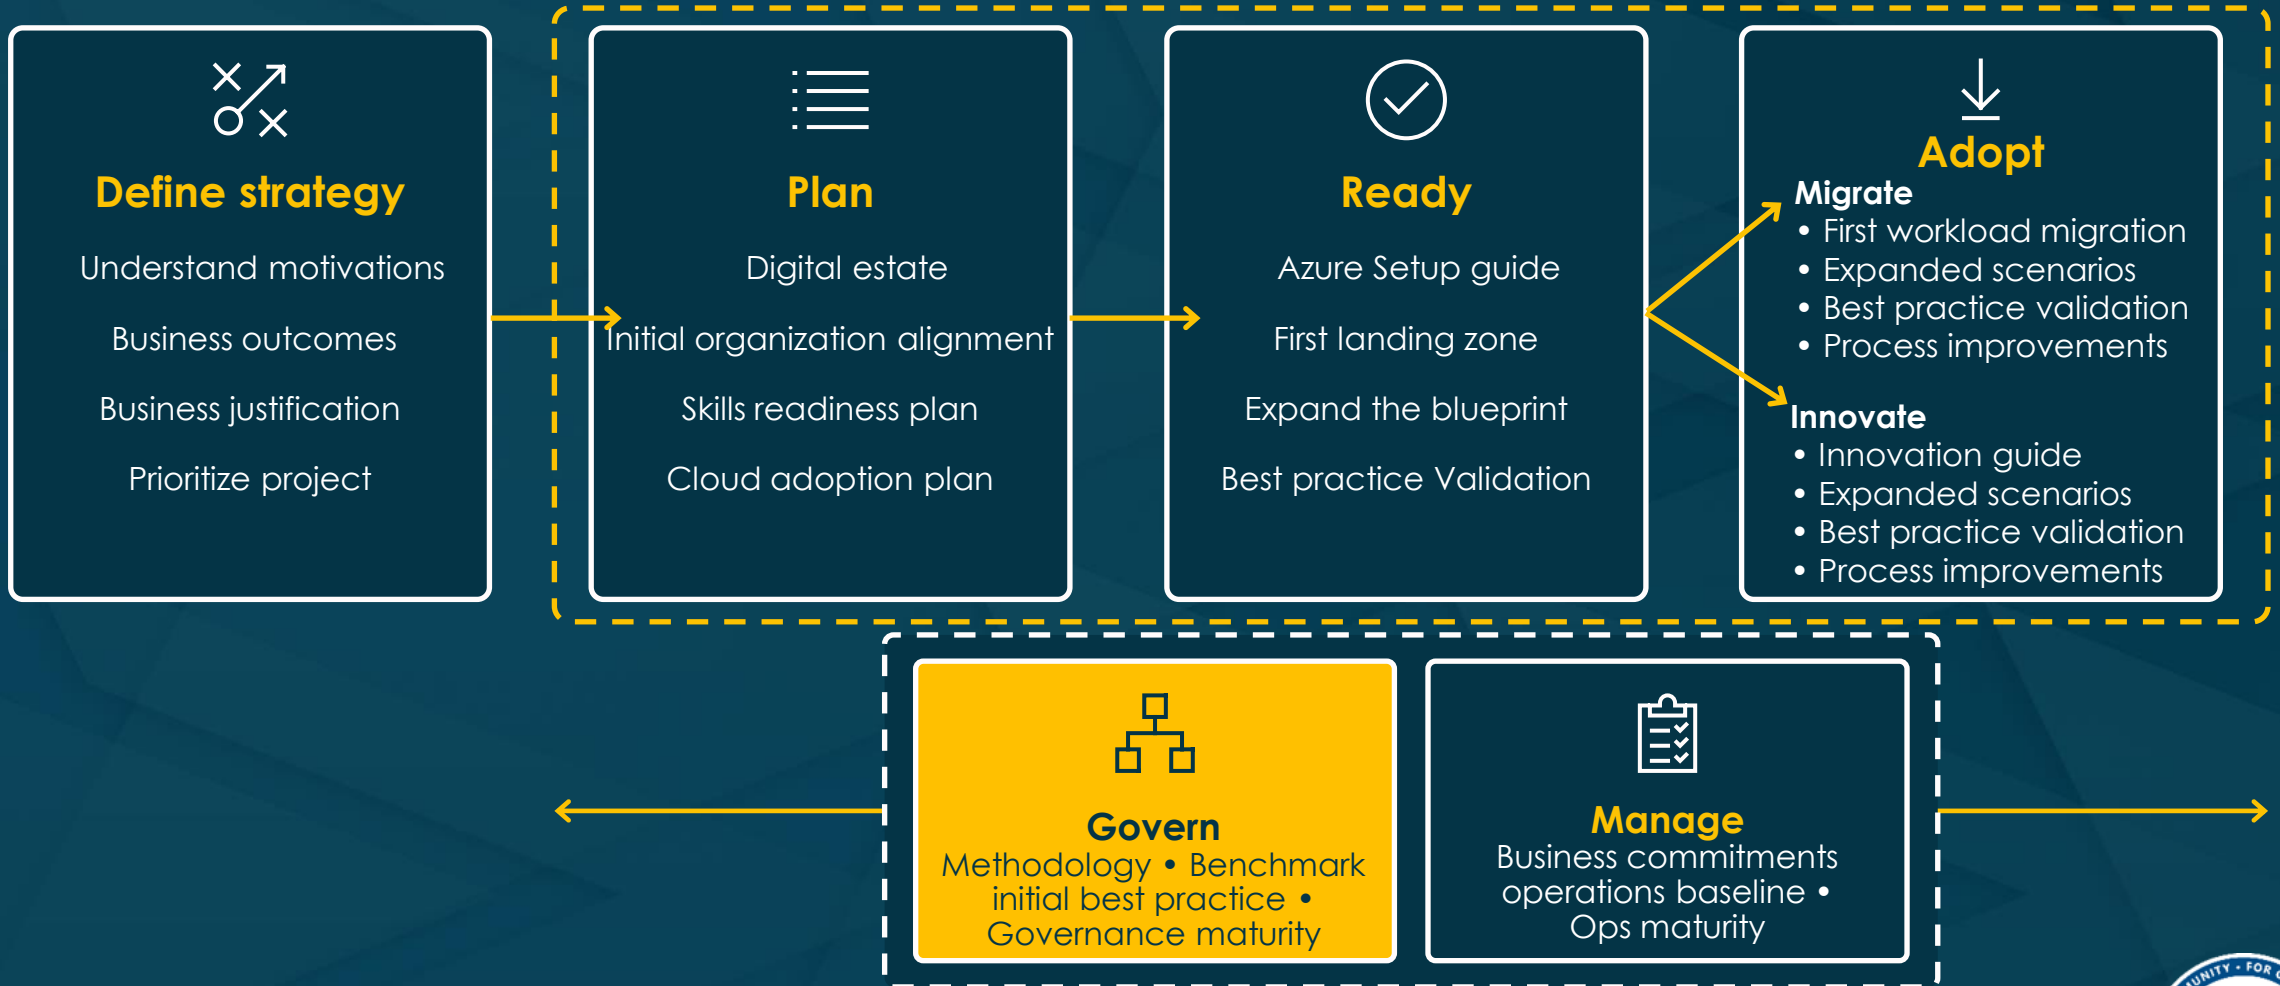 Define strategy
Understand motivations
Business outcomes
Business justification
Prioritize project
Plan
Digital estate
Initial organization alignment
Skills readiness plan
Cloud adoption plan
Ready
Azure Setup guide
First landing zone
Expand the blueprint
Best practice Validation
Adopt
Migrate
• First workload migration
• Expanded scenarios
• Best practice validation
• Process improvements
Innovate
• Innovation guide
• Expanded scenarios
• Best practice validation
• Process improvements
Govern
Methodology • Benchmark
initial best practice •
Governance maturity
Manage
Business commitments
operations baseline •
Ops maturity
• FOR